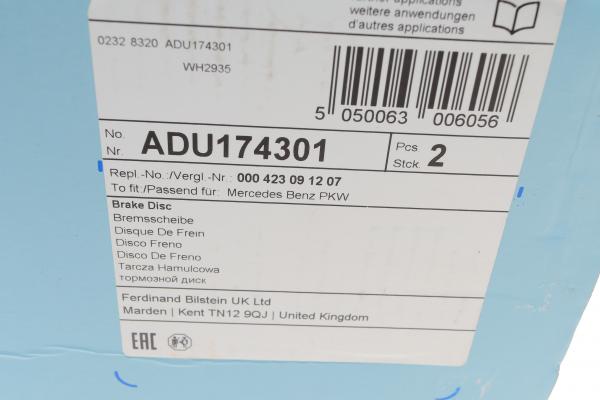 weitere anwendungen
d'autres applications
0232 8320 ADU174301
WH2935
5 050063 006056
No.
Nr. ADU174301
Pcs
Stck. 2
Repl.-No./Vergl.-Nr.: 000 423 09 12 07
To fit/Passend für: Mercedes Benz PKW
Brake Disc
Bremsscheibe
Disque De Frein
Disco Freno
Disco De Freno
Tarcza Hamulcowa
тормозной диск
Ferdinand Bilstein UK Ltd
Marden | Kent TN12 9QJ | United Kingdom
EAC